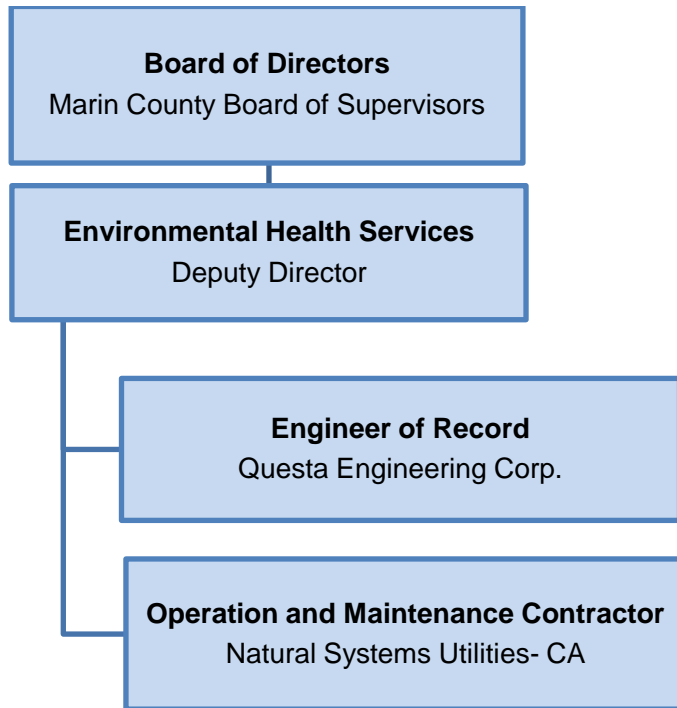 Board of Directors
Marin County Board of Supervisors
Environmental Health Services
Deputy Director
Engineer of Record
Questa Engineering Corp.
Operation and Maintenance Contractor
Natural Systems Utilities- CA